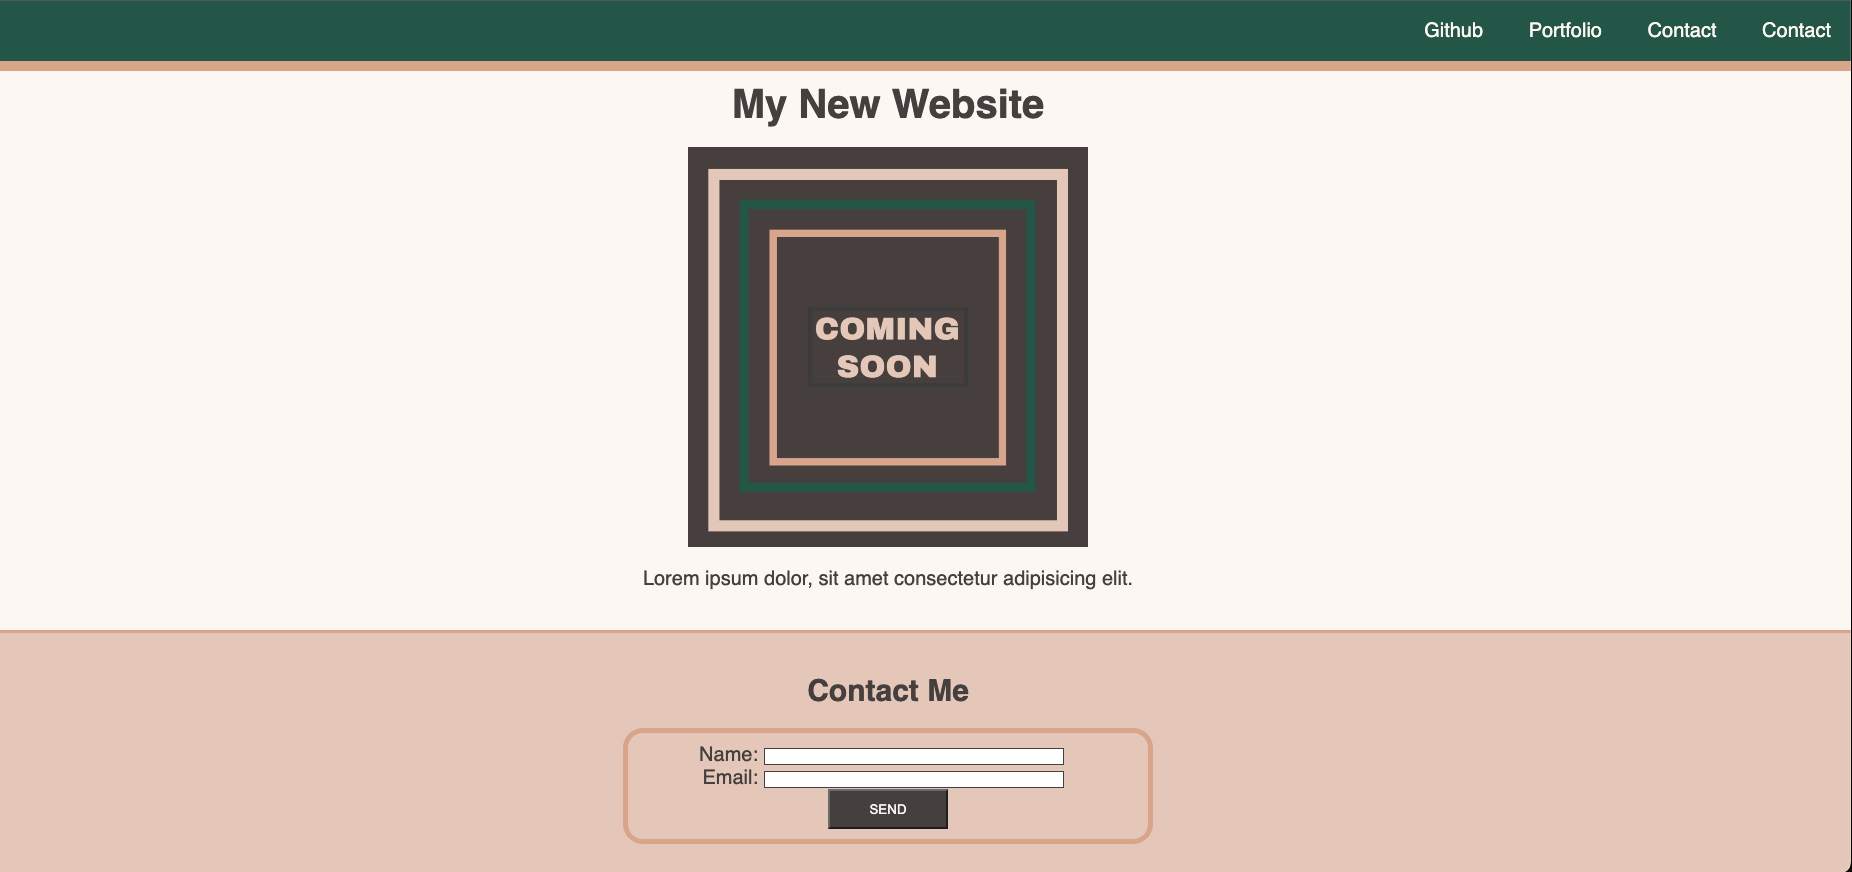 Github Portfolio Contact Contact
My New Website
COMING
SOON
Lorem ipsum dolor, sit amet consectetur adipisicing elit.
Contact Me
Name:
Email:
SEND